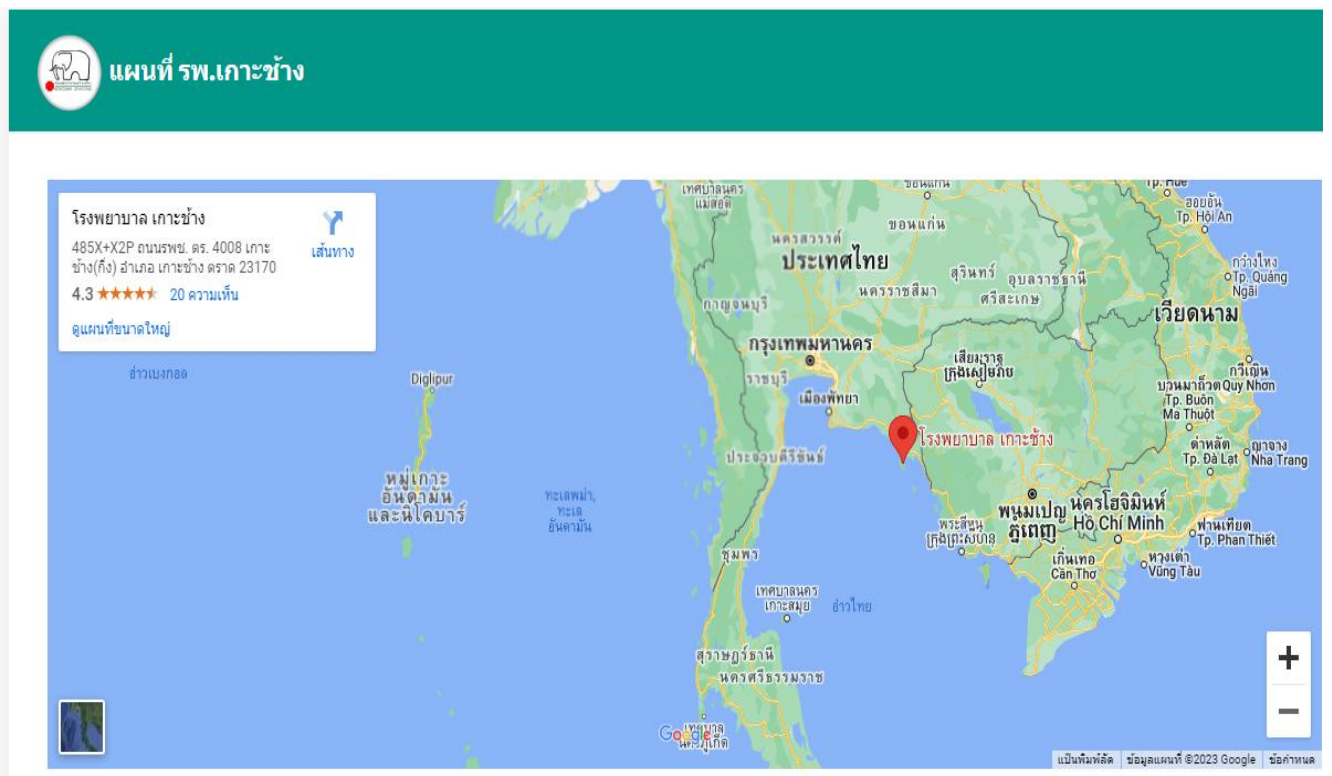 แผนที่ รพ.เกาะช้าง
โรงพยาบาล เกาะช้าง
485X+X2P ถนนรพช. ตร. 4008 เกาะ
ช้าง(กิ่ง) อำเภอ เกาะช้าง ตราด 23170
4.3
20 ความเห็น
เส้นทาง
ดูแผนที่ขนาดใหญ่
เทศบาลนคร
แม่สอด
ขอนแก่น
ฮอยอัน
Tp. Hội An
นครสวรรค์
ประเทศไทย
นครราชสีมา
สุรินทร์
อุบลราชธานี
ศรีสะเกษ
กว่างหงาย
Tp. Quảng
Ngãi
เวียดนาม
กาญจนบุรี
กรุงเทพมหานคร
ราชบุรี
เมืองพัทยา
เสียมราฐ
ក្រុងសៀមរាប
กวีเญิน
Quy Nhon
บวนมาถ็วต
Tp. Buôn
Ma Thuột
อ่าวเบงกอล
Diglipur
โรงพยาบาล เกาะช้าง
ประจวบคีรีขันธ์
ด่าหลัต
Tp. Đà Lạt
ญาจาง
Nha Trang
หมู่เกาะ
อันดามัน
และนิโคบาร์
ทะเลพม่า,
ทะเล
อันดามัน
พนมเปญ
ភ្នំពេញ
นครโฮจิมินห์
Hồ Chí Minh
พระสีหนุ
ក្រុងព្រះសីហនុ
ฟานเทียต
Tp. Phan Thiết
ชุมพร
เกิ่นเทอ
Cần Thơ
หวุงเต่า
Vũng Tàu
เทศบาลนคร
เกาะสมุย
อ่าวไทย
สุราษฎร์ธานี
นครศรีธรรมราช
Google
แป้นพิมพ์ลัด
ข้อมูลแผนที่ ©2023 Google
ข้อกำหนด